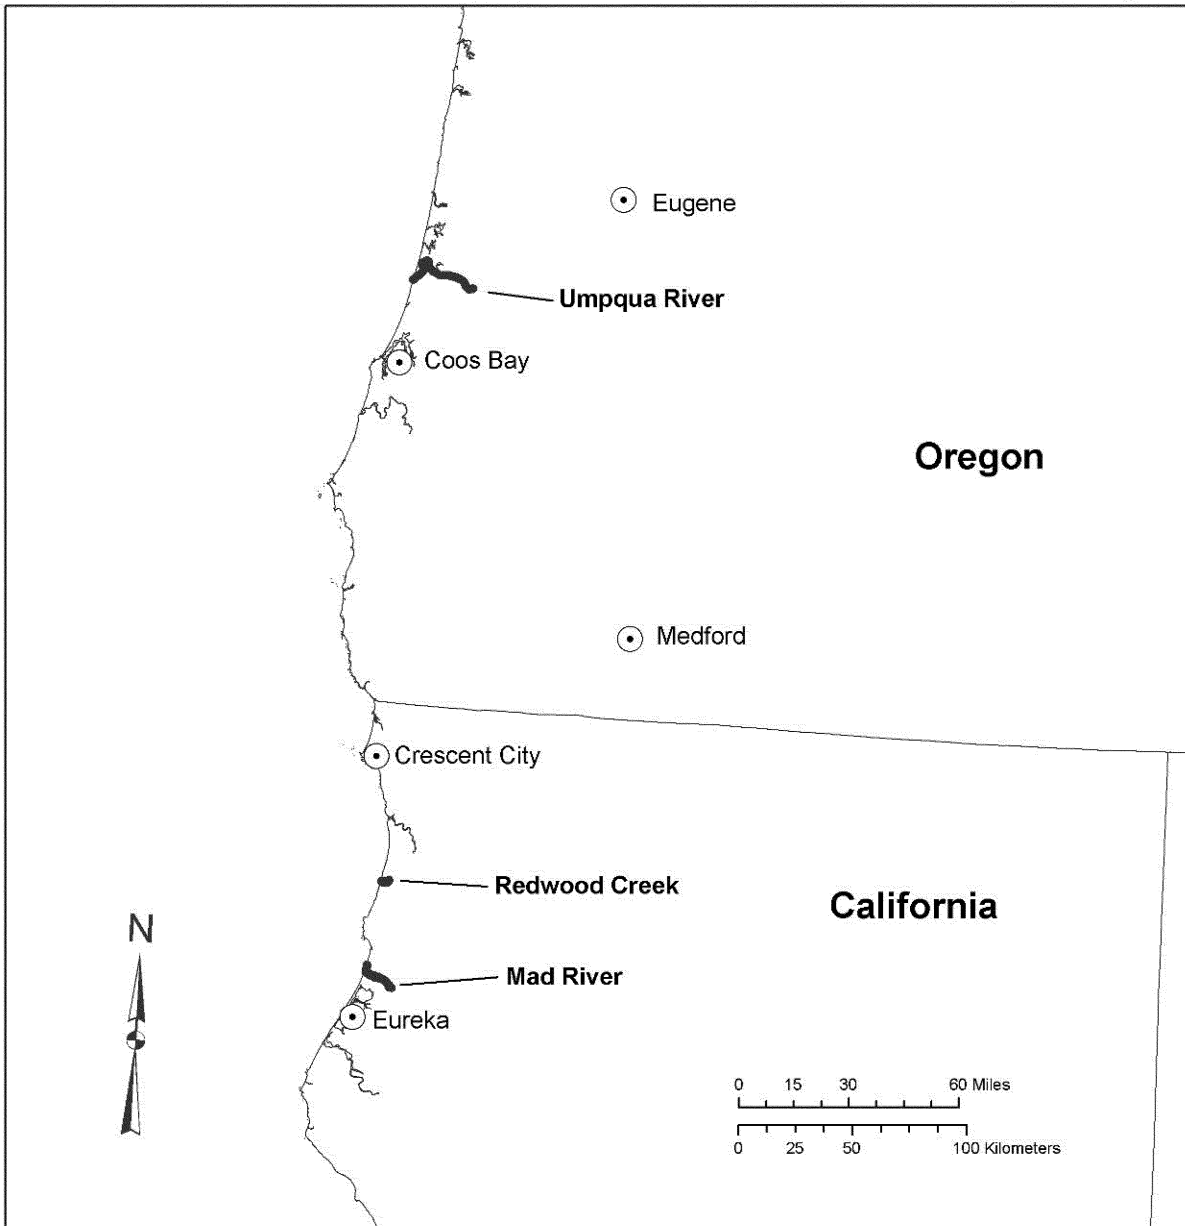 Eugene
Umpqua River
Coos Bay
Oregon
Medford
Crescent City
Redwood Creek
California
N
Mad River
Eureka
0 15 30 60 Miles
0 25 50 100 Kilometers